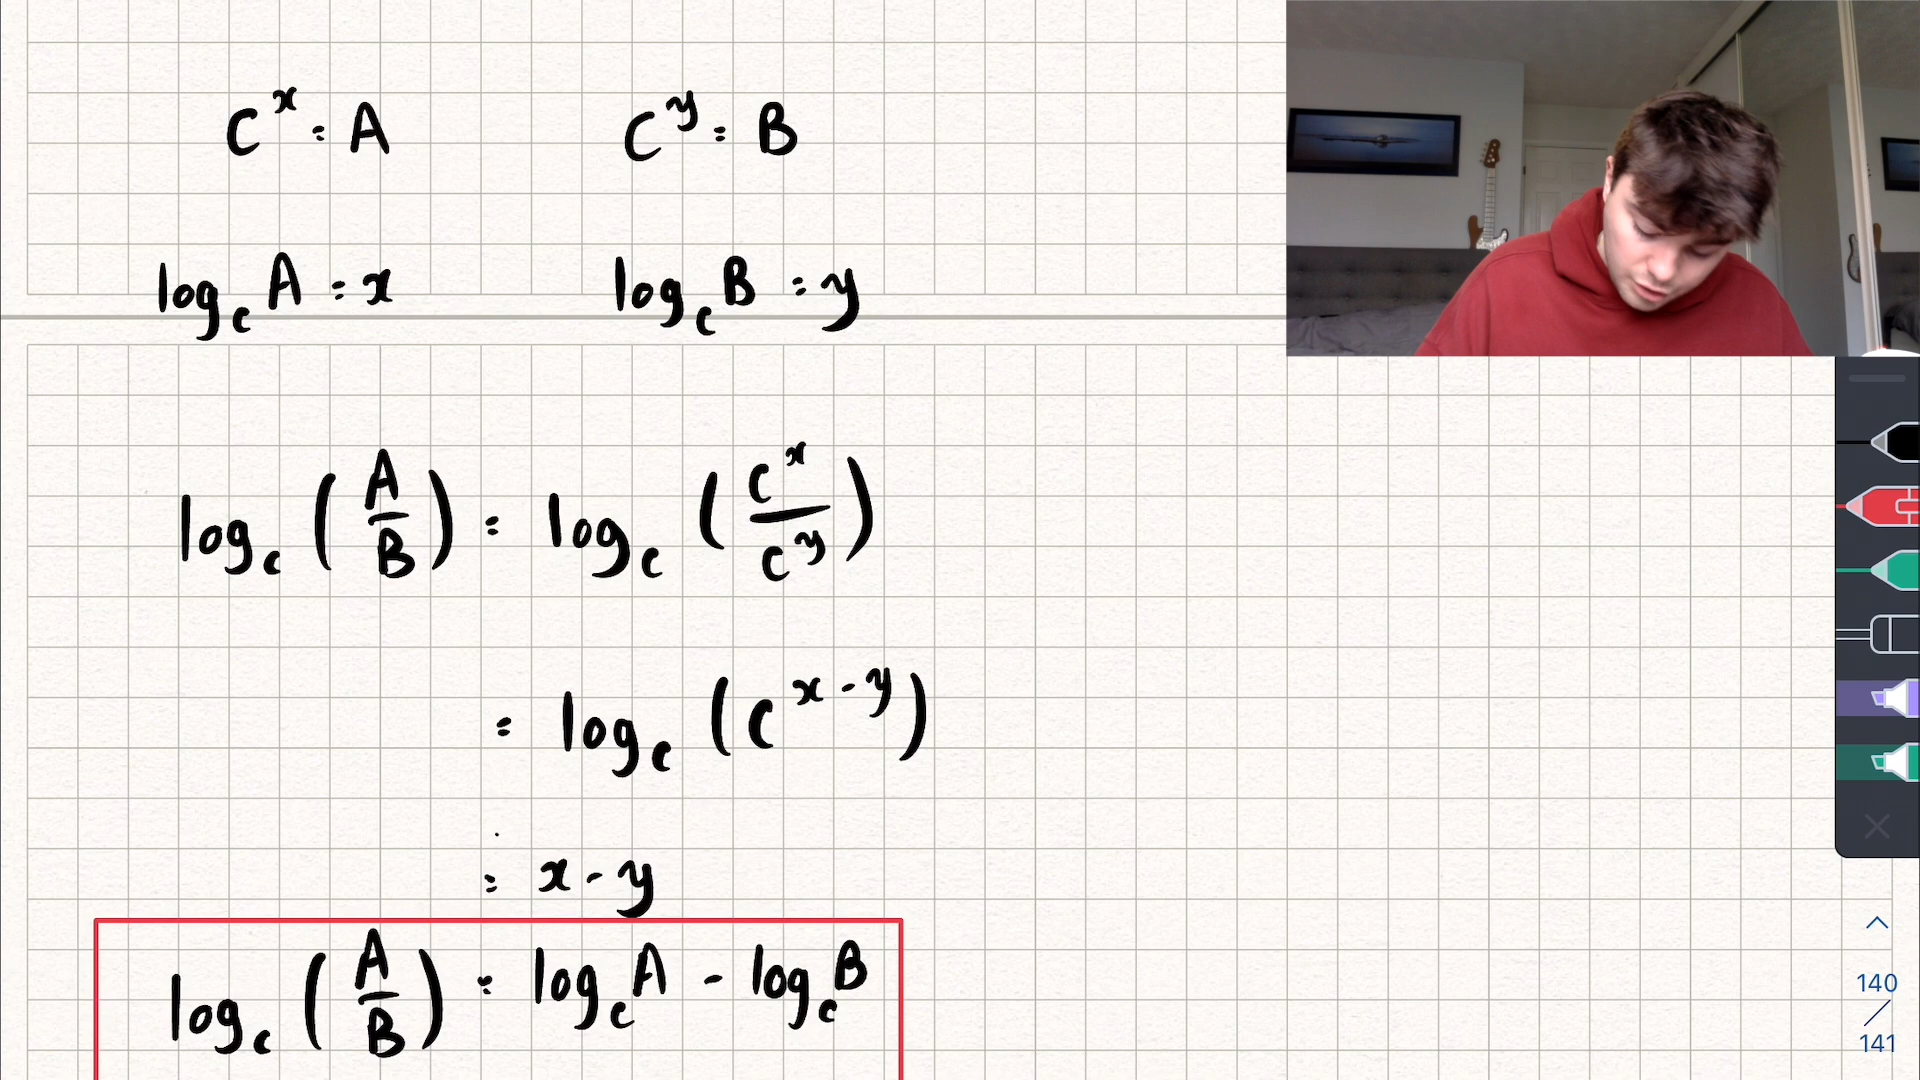 C^x = A    C^y = B
log_c A = x    log_c B = y
log_c (A/B) = log_c (c^x/c^y)
= log_c (c^(x-y))
= x - y
log_c (A/B) = log_c A - log_c B
140
/
141